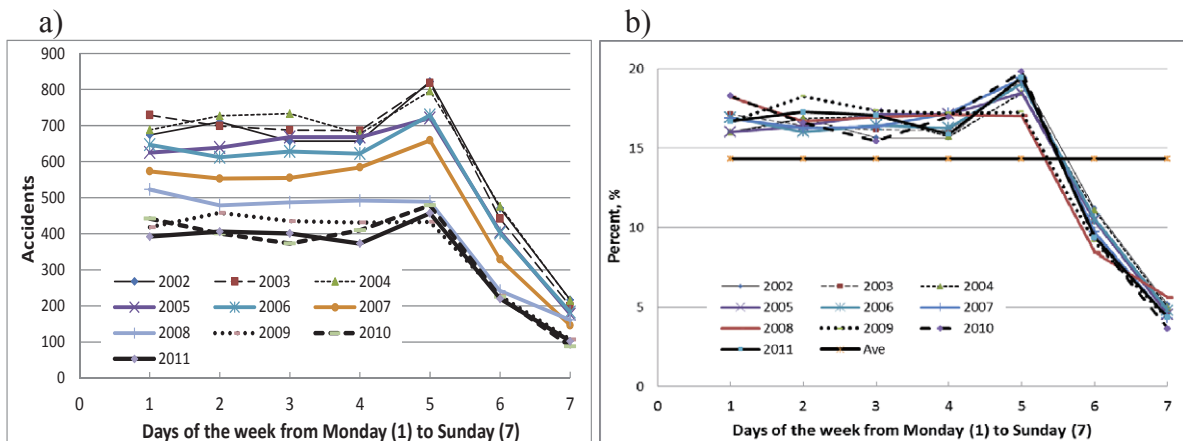 a)
900
800
700
600
500
400
300
200
100
0
Accidents
2002 2003 2004
2005 2006 2007
2008 2009 2010
2011
0 1 2 3 4 5 6 7
Days of the week from Monday (1) to Sunday (7)
b)
20
15
10
5
0
Percent, %
2002 2003 2004
2005 2006 2007
2008 2009 2010
2011 Ave
0 1 2 3 4 5 6 7
Days of the week from Monday (1) to Sunday (7)